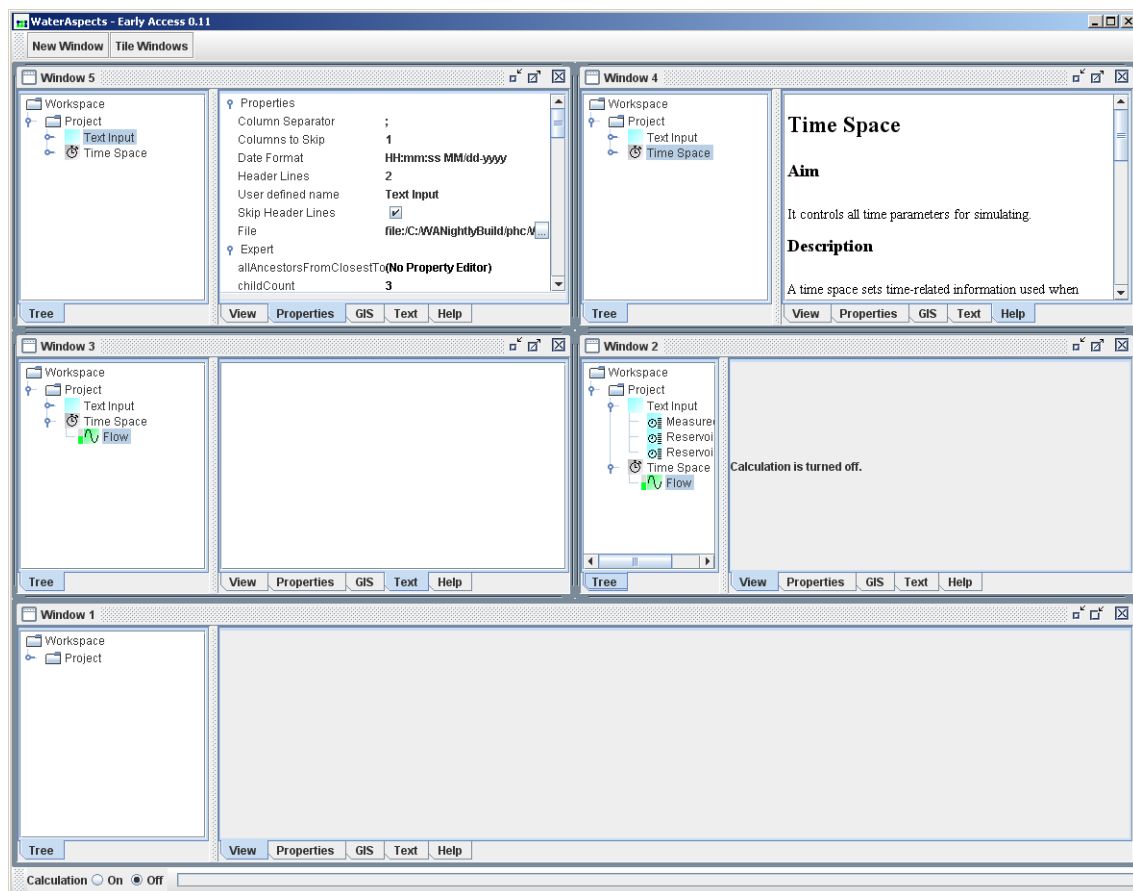 WaterAspects - Early Access 0.11
New Window Tile Windows
Window 5
Workspace
Project
Text Input
Time Space
Properties
Column Separator ;
Columns to Skip 1
Date Format HH:mm:ss MM/dd-yyyy
Header Lines 2
User defined name Text Input
Skip Header Lines
File file:/C:/WANightlyBuild/phc/ ...
Expert
allAncestorsFromClosestTo (No Property Editor)
childCount 3
Tree
View Properties GIS Text Help
Window 4
Workspace
Project
Text Input
Time Space
Time Space
Aim
It controls all time parameters for simulating.
Description
A time space sets time-related information used when
Tree
View Properties GIS Text Help
Window 3
Workspace
Project
Text Input
Time Space
Flow
Tree
View Properties GIS Text Help
Window 2
Workspace
Project
Text Input
Measure
Reservoi
Reservoi
Time Space
Flow
Calculation is turned off.
Tree
View Properties GIS Text Help
Window 1
Workspace
Project
Tree
View Properties GIS Text Help
Calculation On Off